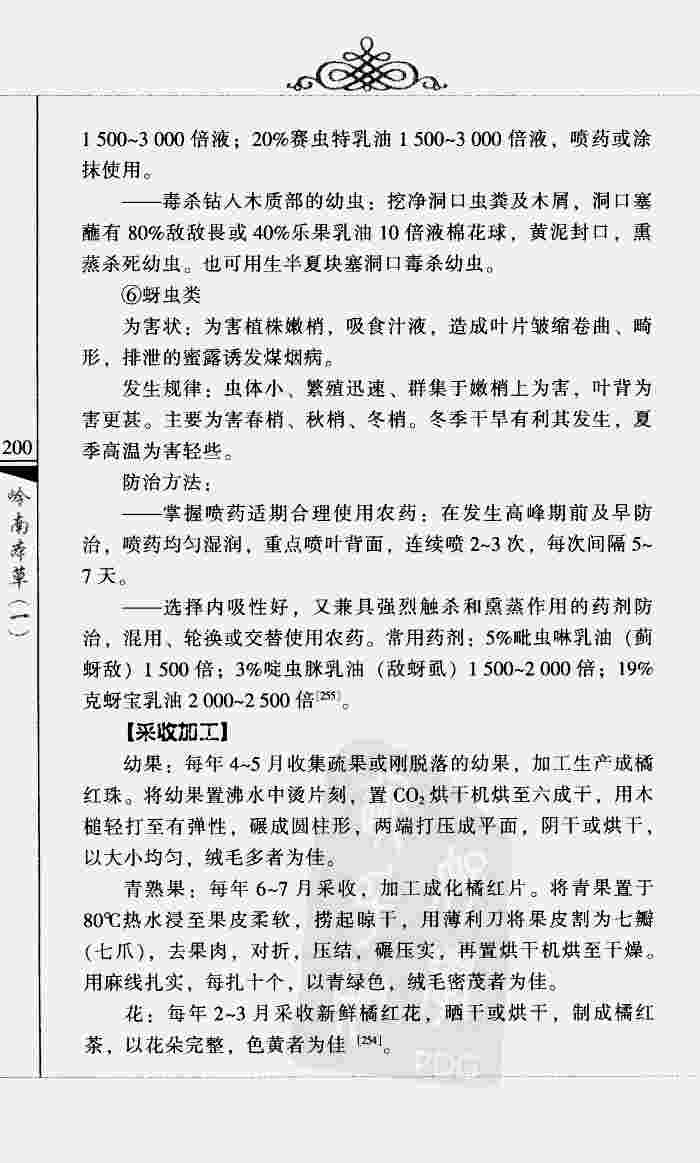 1 500~3 000 倍液；20%赛虫特乳油 1 500~3 000 倍液，喷药或涂
抹使用。
——毒杀钻人木质部的幼虫：挖净洞口虫粪及木屑，洞口塞
蘸有 80%敌敌畏或 40%乐果乳油 10 倍液棉花球，黄泥封口，熏
蒸杀死幼虫。也可用生半夏块塞洞口毒杀幼虫。
⑥蚜虫类
为害状：为害植株嫩梢，吸食汁液，造成叶片皱缩卷曲、畸
形，排泄的蜜露诱发煤烟病。
发生规律：虫体小、繁殖迅速、群集于嫩梢上为害，叶背为
害更甚。主要为害春梢、秋梢、冬梢。冬季干旱有利其发生，夏
季高温为害轻些。
200
防治方法：
——掌握喷药适期合理使用农药：在发生高峰期前及早防
治，喷药均匀湿润，重点喷叶背面，连续喷 2~3 次，每次间隔 5~
7 天。
岭南本草（一）
——选择内吸性好，又兼具强烈触杀和熏蒸作用的药剂防
治，混用、轮换或交替使用农药。常用药剂：5%吡虫啉乳油（蓟
蚜敌）1 500 倍；3%啶虫脒乳油（敌蚜虱）1 500~2 000 倍；19%
克蚜宝乳油 2 000~2 500 倍[255]。
【采收加工】
幼果：每年 4~5 月收集疏果或刚脱落的幼果，加工生产成橘
红珠。将幼果置沸水中烫片刻，置 CO₂ 烘干机烘至六成干，用木
槌轻打至有弹性，碾成圆柱形，两端打压成平面，阴干或烘干，
以大小均匀，绒毛多者为佳。
青熟果：每年 6~7 月采收，加工成化橘红片。将青果置于
80℃热水浸至果皮柔软，捞起晾干，用薄利刀将果皮割为七瓣
（七爪），去果肉，对折，压结，碾压实，再置烘干机烘至干燥。
用麻线扎实，每扎十个，以青绿色，绒毛密茂者为佳。
花：每年 2~3 月采收新鲜橘红花，晒干或烘干，制成橘红
茶，以花朵完整，色黄者为佳 [254]。
PDG